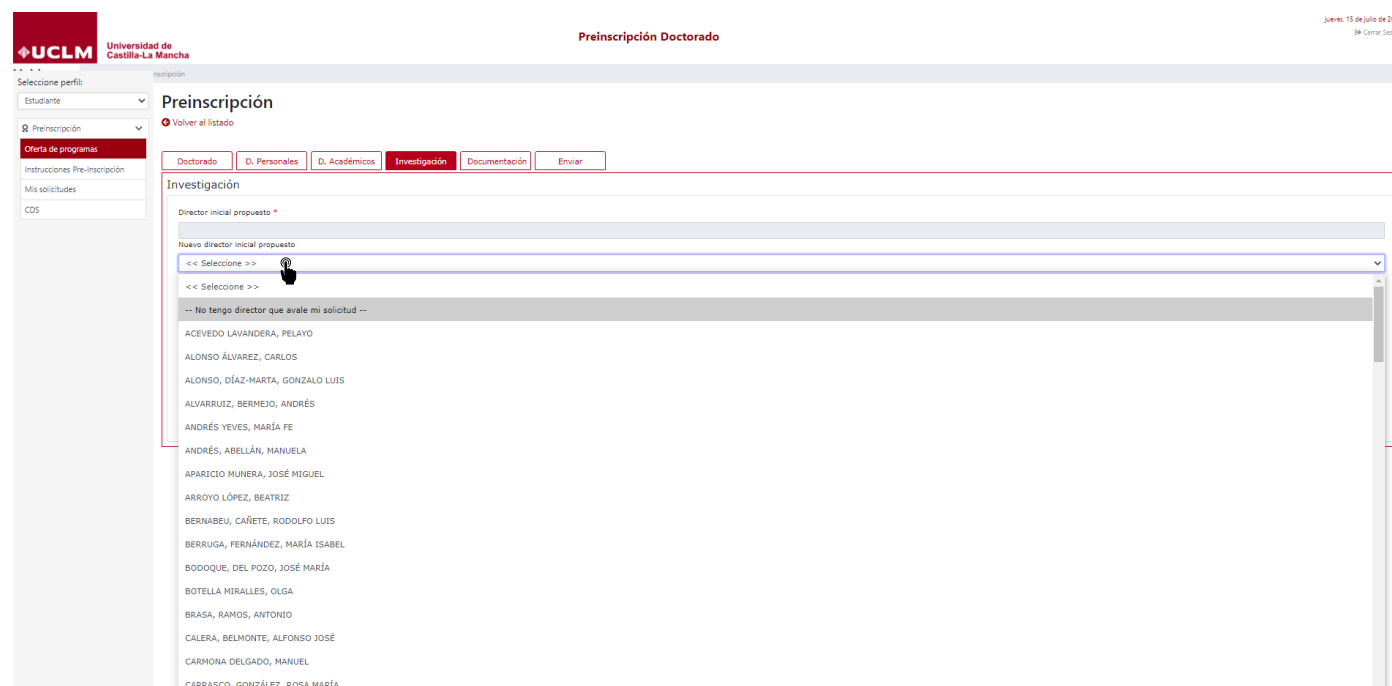 jueves, 15 de julio de
UCLM
Universidad de
Castilla-La Mancha
Preinscripción Doctorado
Cerrar
Seleccione perfil:
Estudiante
Preinscripción
Oferta de programas
Instrucciones Pre-Inscripción
Mis solicitudes
CDS
Preinscripción
Volver al listado
Doctorado D. Personales D. Académicos Investigación Documentación Enviar
Investigación
Director inicial propuesto *
Nuevo director inicial propuesto
<< Seleccione >>
<< Seleccione >>
-- No tengo director que avale mi solicitud --
ACEVEDO LAVANDERA, PELAYO
ALONSO ÁLVAREZ, CARLOS
ALONSO, DÍAZ-MARTA, GONZALO LUIS
ALVARRUIZ, BERMEJO, ANDRÉS
ANDRÉS YEVES, MARÍA FE
ANDRÉS, ABELLÁN, MANUELA
APARICIO MUNERA, JOSÉ MIGUEL
ARROYO LÓPEZ, BEATRIZ
BERNABEU, CAÑETE, RODOLFO LUIS
BERRUGA, FERNÁNDEZ, MARÍA ISABEL
BODOQUE, DEL POZO, JOSÉ MARÍA
BOTELLA MIRALLES, OLGA
BRASA, RAMOS, ANTONIO
CALERA, BELMONTE, ALFONSO JOSÉ
CARMONA DELGADO, MANUEL
CARRASCO, GONZÁLEZ, ROSA MARÍA